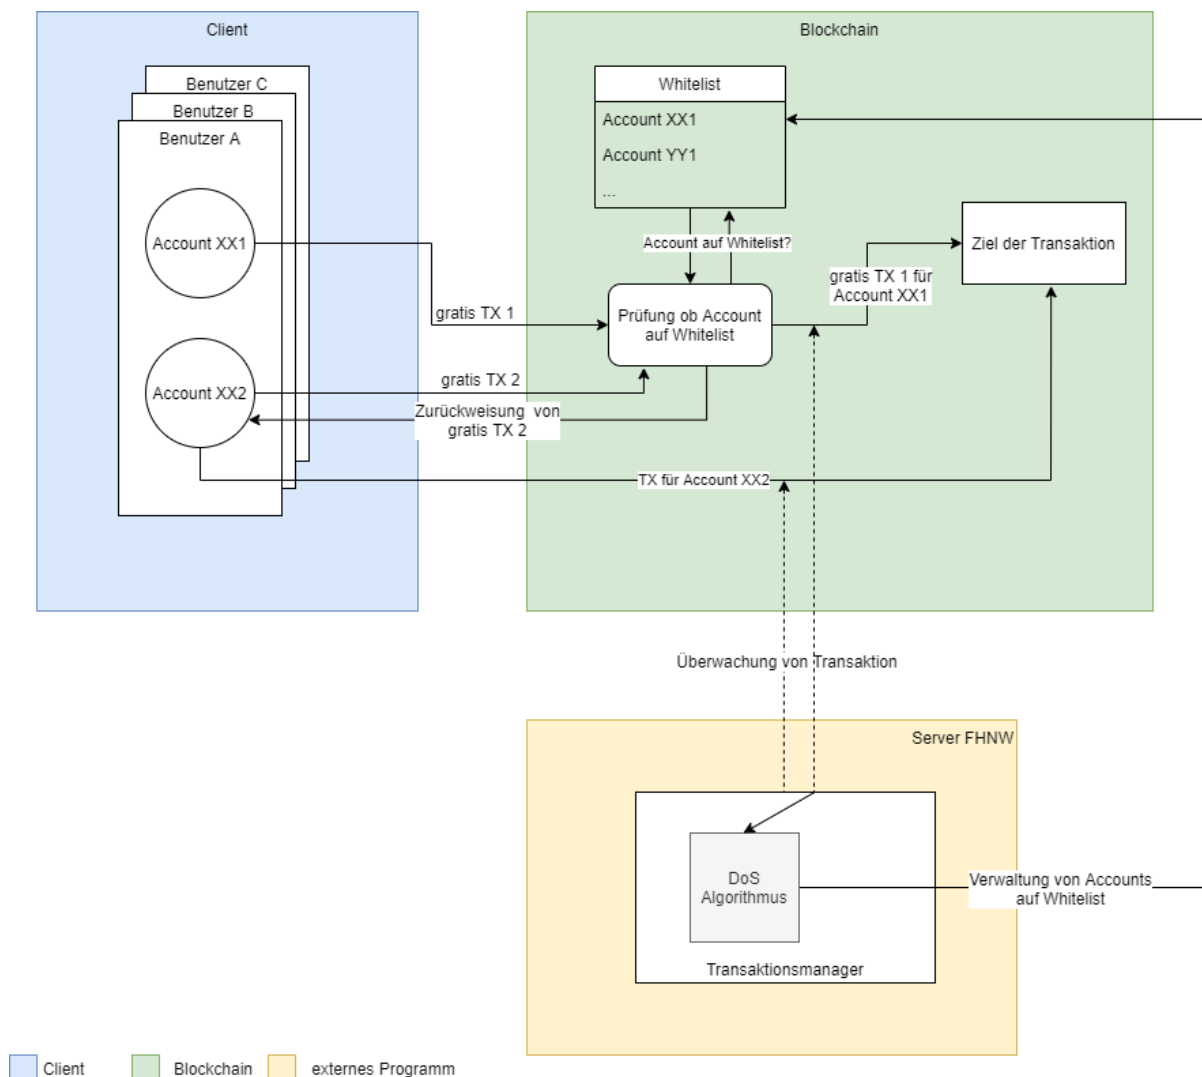 Client
Blockchain
Benutzer C
Benutzer B
Benutzer A
Account XX1
Account XX2
Whitelist
Account XX1
Account YY1
...
Account auf Whitelist?
Prüfung ob Account
auf Whitelist
gratis TX 1
gratis TX 2
Zurückweisung von
gratis TX 2
gratis TX 1 für
Account XX1
Ziel der Transaktion
TX für Account XX2
Überwachung von Transaktion
Server FHNW
DoS
Algorithmus
Transaktionsmanager
Verwaltung von Accounts
auf Whitelist
Client
Blockchain
externes Programm